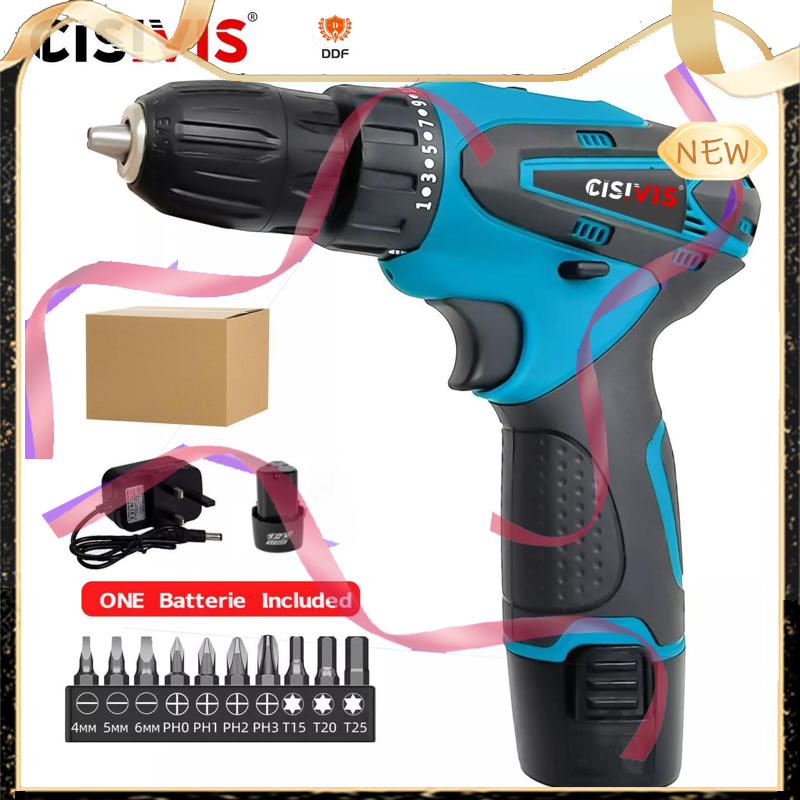 CISIVIS®
DDF
1•3•5•7•9
NEW
CISIVIS®
12V
ONE Batterie Included
4MM 5MM 6MM PH0 PH1 PH2 PH3 T15 T20 T25